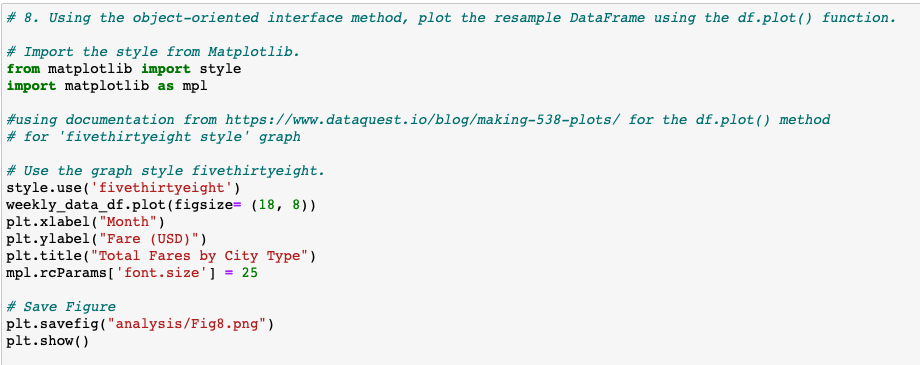 # 8. Using the object-oriented interface method, plot the resample DataFrame using the df.plot() function.
# Import the style from Matplotlib.
from matplotlib import style
import matplotlib as mpl
#using documentation from https://www.dataquest.io/blog/making-538-plots/ for the df.plot() method
# for 'fivethirtyeight style' graph
# Use the graph style fivethirtyeight.
style.use('fivethirtyeight')
weekly_data_df.plot(figsize= (18, 8))
plt.xlabel("Month")
plt.ylabel("Fare (USD)")
plt.title("Total Fares by City Type")
mpl.rcParams['font.size'] = 25
# Save Figure
plt.savefig("analysis/Fig8.png")
plt.show()